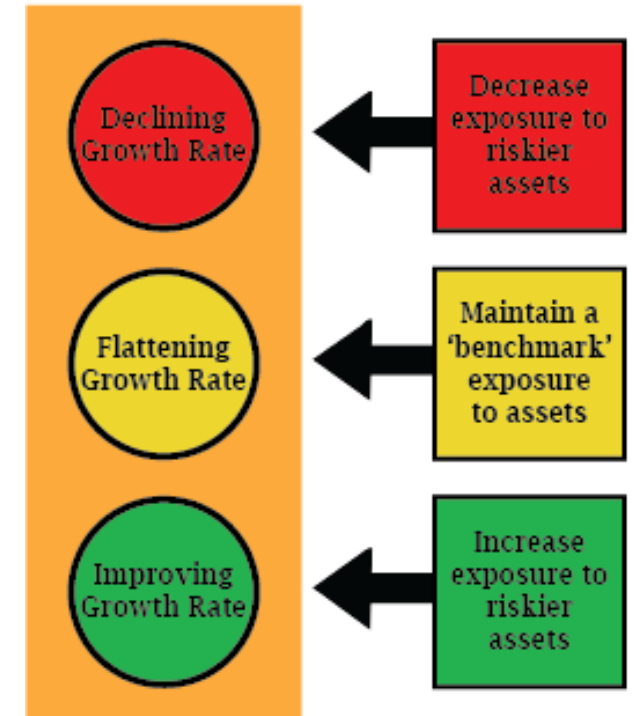 Declining
Growth Rate
Decrease
exposure to
riskier
assets
Flattening
Growth Rate
Maintain a
‘benchmark’
exposure
to assets
Improving
Growth Rate
Increase
exposure to
riskier
assets